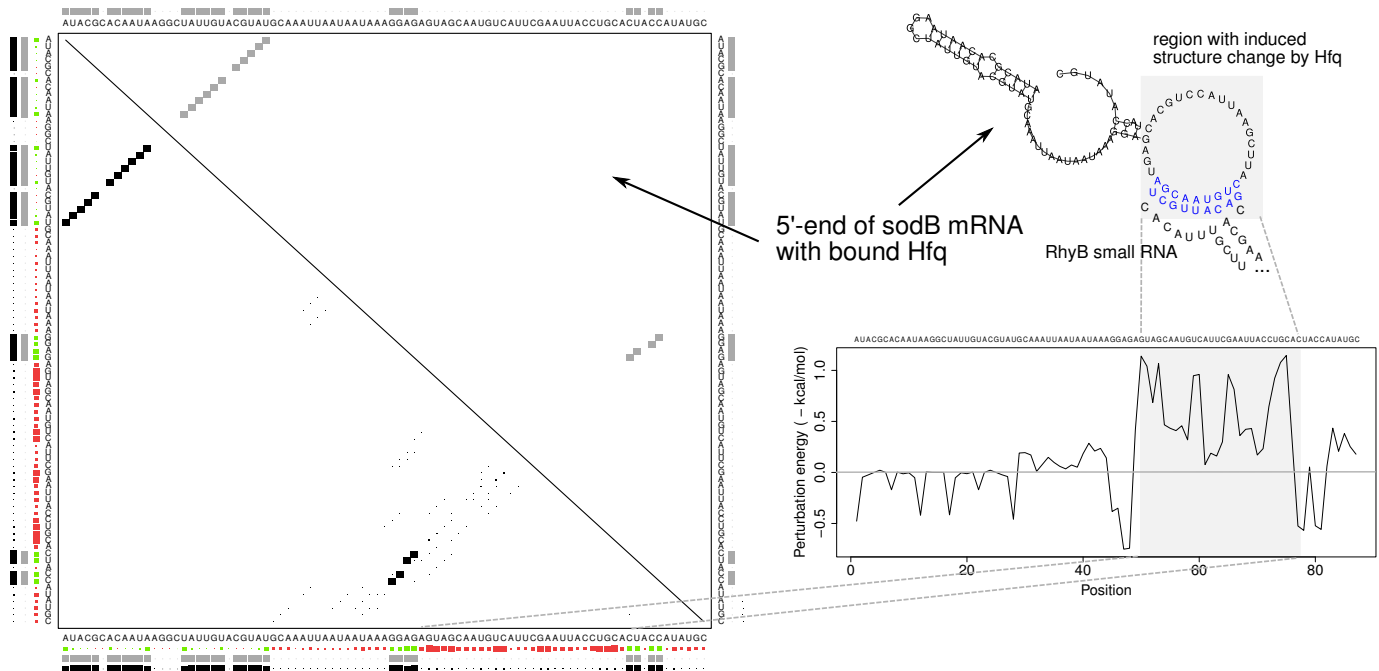 AUACGCACAAUAAGGCUAUUGUACGUAUGCAAAUUAAUAAUAAAGGAGAGUAGCAAUGUCAUUCGAAUUACCUGCACUACCAUAUGC
AUACGCACAAUAAGGCUAUUGUACGUAUGCAAAUUAAUAAUAAAGGAGAGUAGCAAUGUCAUUCGAAUUACCUGCACUACCAUAUGC
AUACGCACAAUAAGGCUAUUGUACGUAUGCAAAUUAAUAAUAAAGGAGAGUAGCAAUGUCAUUCGAAUUACCUGCACUACCAUAUGC
AUACGCACAAUAAGGCUAUUGUACGUAUGCAAAUUAAUAAUAAAGGAGAGUAGCAAUGUCAUUCGAAUUACCUGCACUACCAUAUGC
region with induced
structure change by Hfq
5'-end of sodB mRNA
with bound Hfq
RhyB small RNA
...
AUACGCACAAUAAGGCUAUUGUACGUAUGCAAAUUAAUAAUAAAGGAGAGUAGCAAUGUCAUUCGAAUUACCUGCACUACCAUAUGC
Perturbation energy ( − kcal/mol)
1.0
0.5
0.0
−0.5
0 20 40 60 80
Position